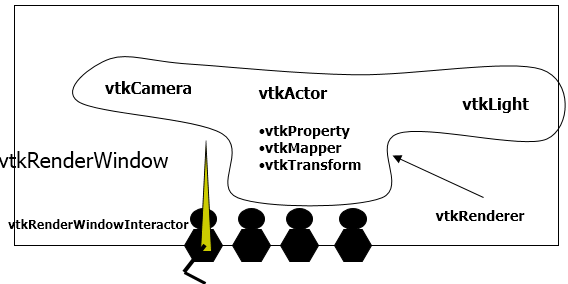 vtkCamera
vtkActor
vtkLight
•vtkProperty
•vtkMapper
•vtkTransform
vtkRenderWindow
vtkRenderer
vtkRenderWindowInteractor